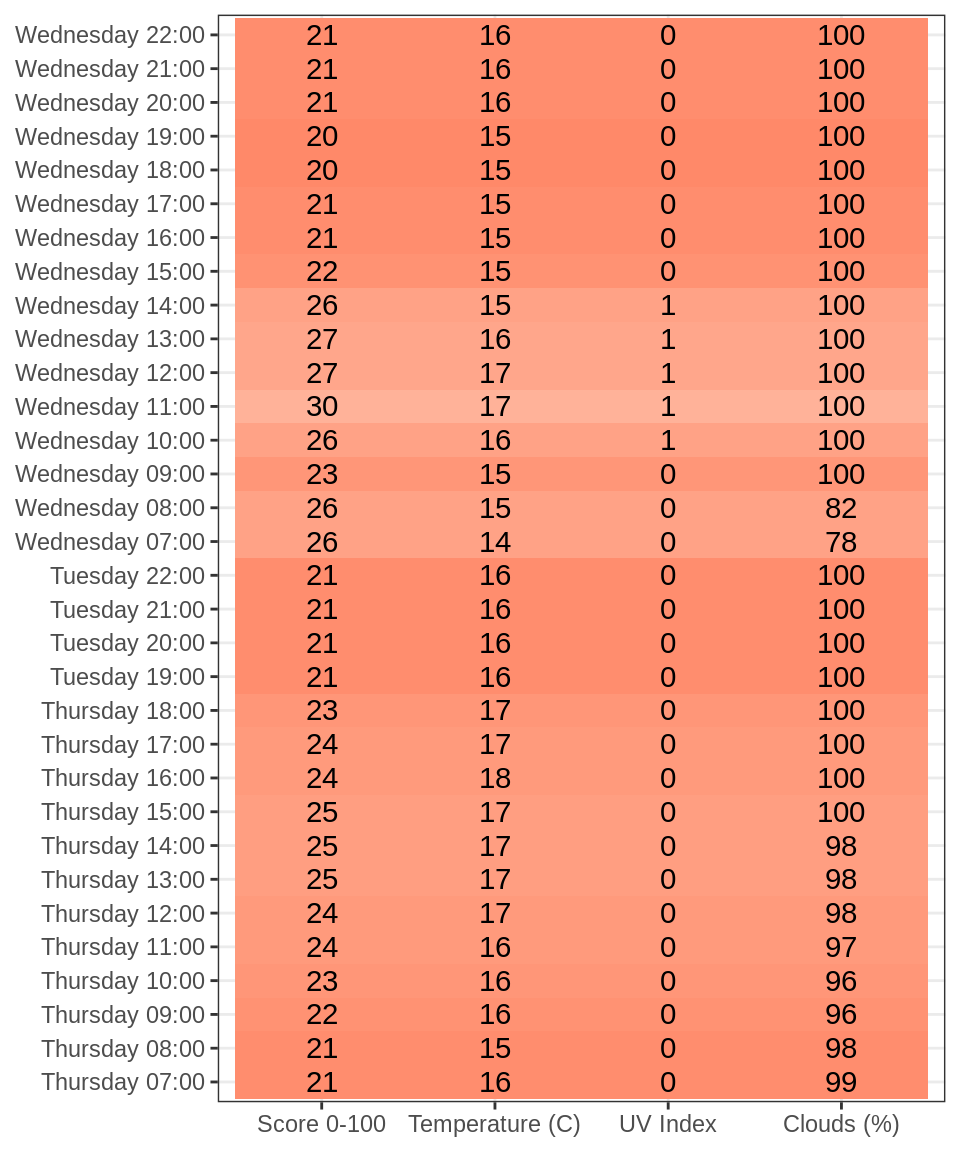 Wednesday 22:00 21 16 0 100
Wednesday 21:00 21 16 0 100
Wednesday 20:00 21 16 0 100
Wednesday 19:00 20 15 0 100
Wednesday 18:00 20 15 0 100
Wednesday 17:00 21 15 0 100
Wednesday 16:00 21 15 0 100
Wednesday 15:00 22 15 0 100
Wednesday 14:00 26 15 1 100
Wednesday 13:00 27 16 1 100
Wednesday 12:00 27 17 1 100
Wednesday 11:00 30 17 1 100
Wednesday 10:00 26 16 1 100
Wednesday 09:00 23 15 0 100
Wednesday 08:00 26 15 0 82
Wednesday 07:00 26 14 0 78
Tuesday 22:00 21 16 0 100
Tuesday 21:00 21 16 0 100
Tuesday 20:00 21 16 0 100
Tuesday 19:00 21 16 0 100
Thursday 18:00 23 17 0 100
Thursday 17:00 24 17 0 100
Thursday 16:00 24 18 0 100
Thursday 15:00 25 17 0 100
Thursday 14:00 25 17 0 98
Thursday 13:00 25 17 0 98
Thursday 12:00 24 17 0 98
Thursday 11:00 24 16 0 97
Thursday 10:00 23 16 0 96
Thursday 09:00 22 16 0 96
Thursday 08:00 21 15 0 98
Thursday 07:00 21 16 0 99
Score 0-100 Temperature (C) UV Index Clouds (%)